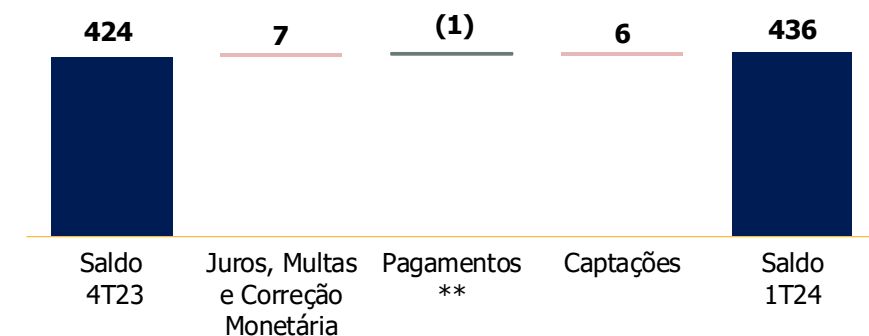 424
7
(1)
6
436
Saldo
4T23
Juros, Multas
e Correção
Monetária
Pagamentos
**
Captações
Saldo
1T24